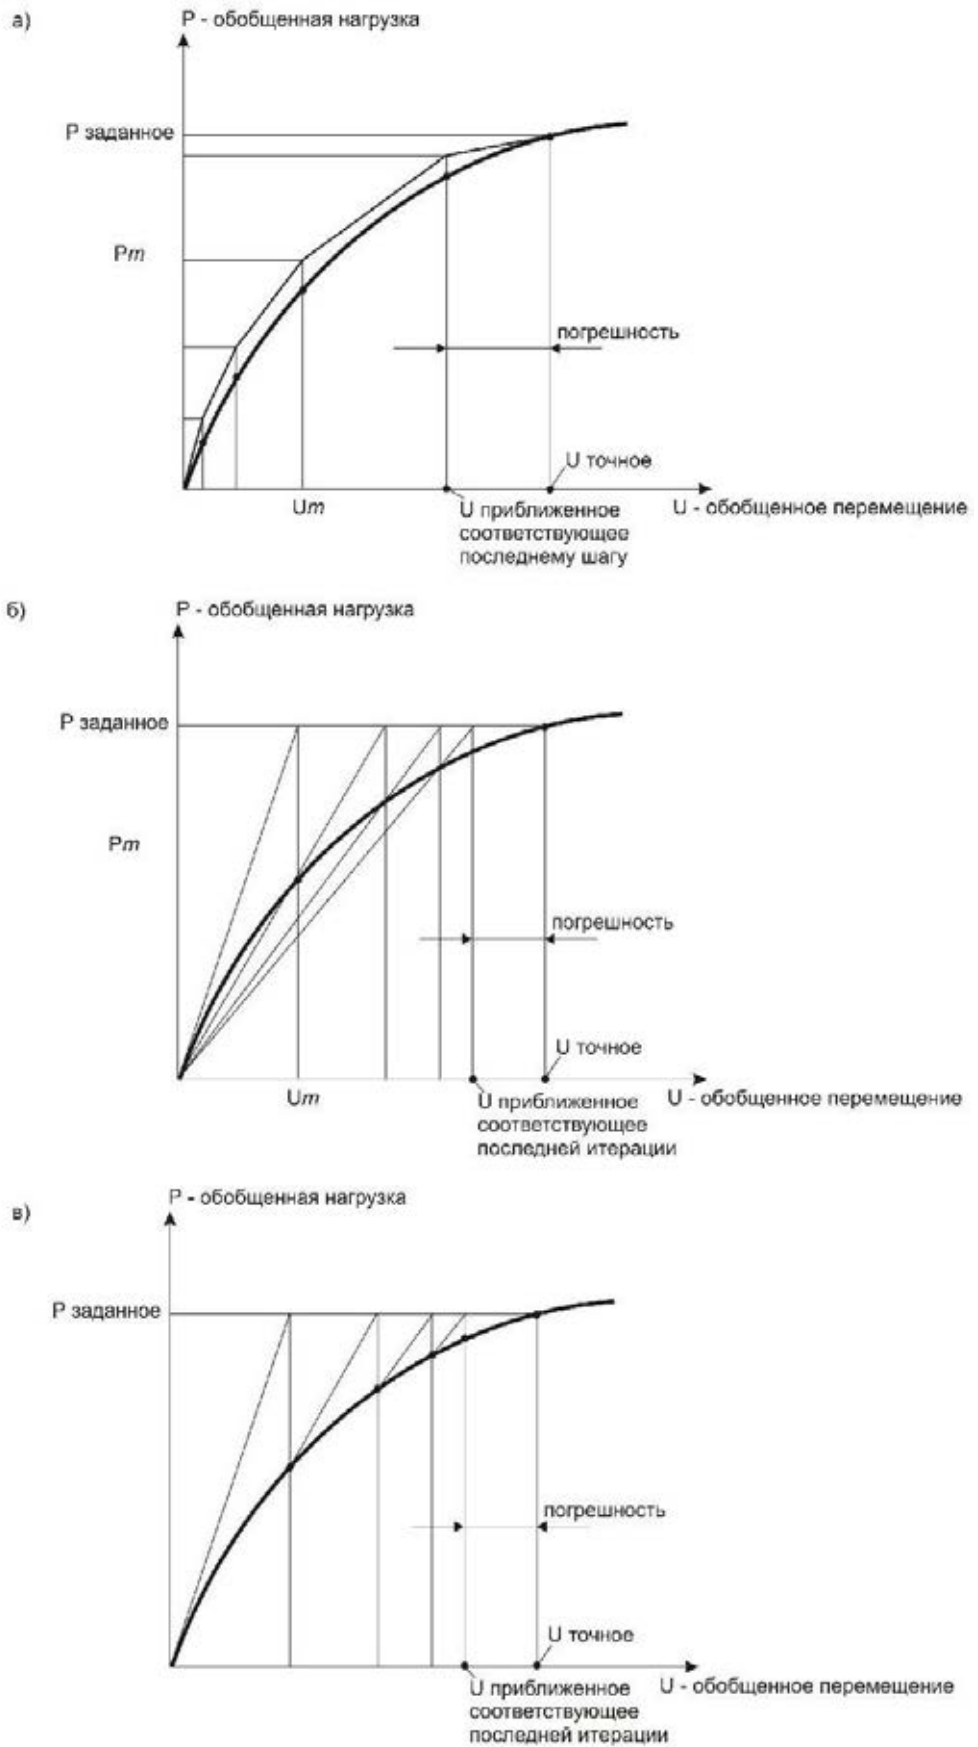 а)
P - обобщенная нагрузка
P заданное
Pm
погрешность
U точное
Um
U приближенное
соответствующее
последнему шагу
U - обобщенное перемещение
б)
P - обобщенная нагрузка
P заданное
Pm
погрешность
U точное
Um
U приближенное
соответствующее
последней итерации
U - обобщенное перемещение
в)
P - обобщенная нагрузка
P заданное
погрешность
U точное
U приближенное
соответствующее
последней итерации
U - обобщенное перемещение